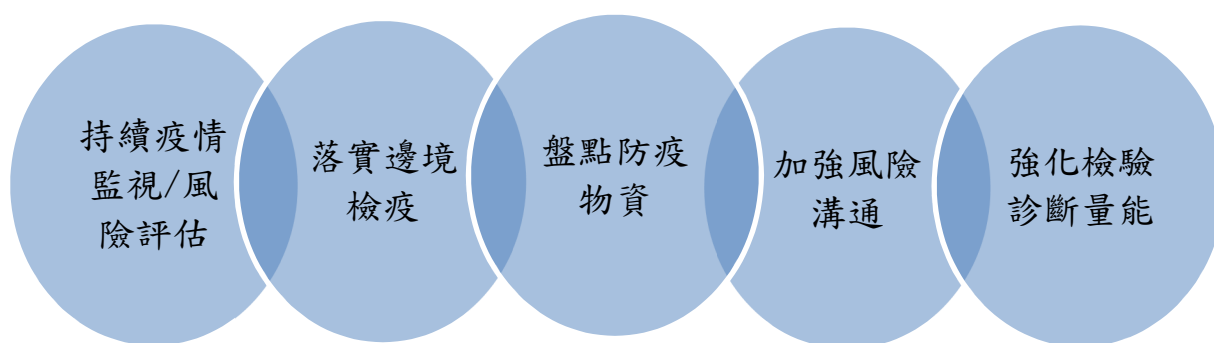 持續疫情
監視/風
險評估
落實邊境
檢疫
盤點防疫
物資
加強風險
溝通
強化檢驗
診斷量能